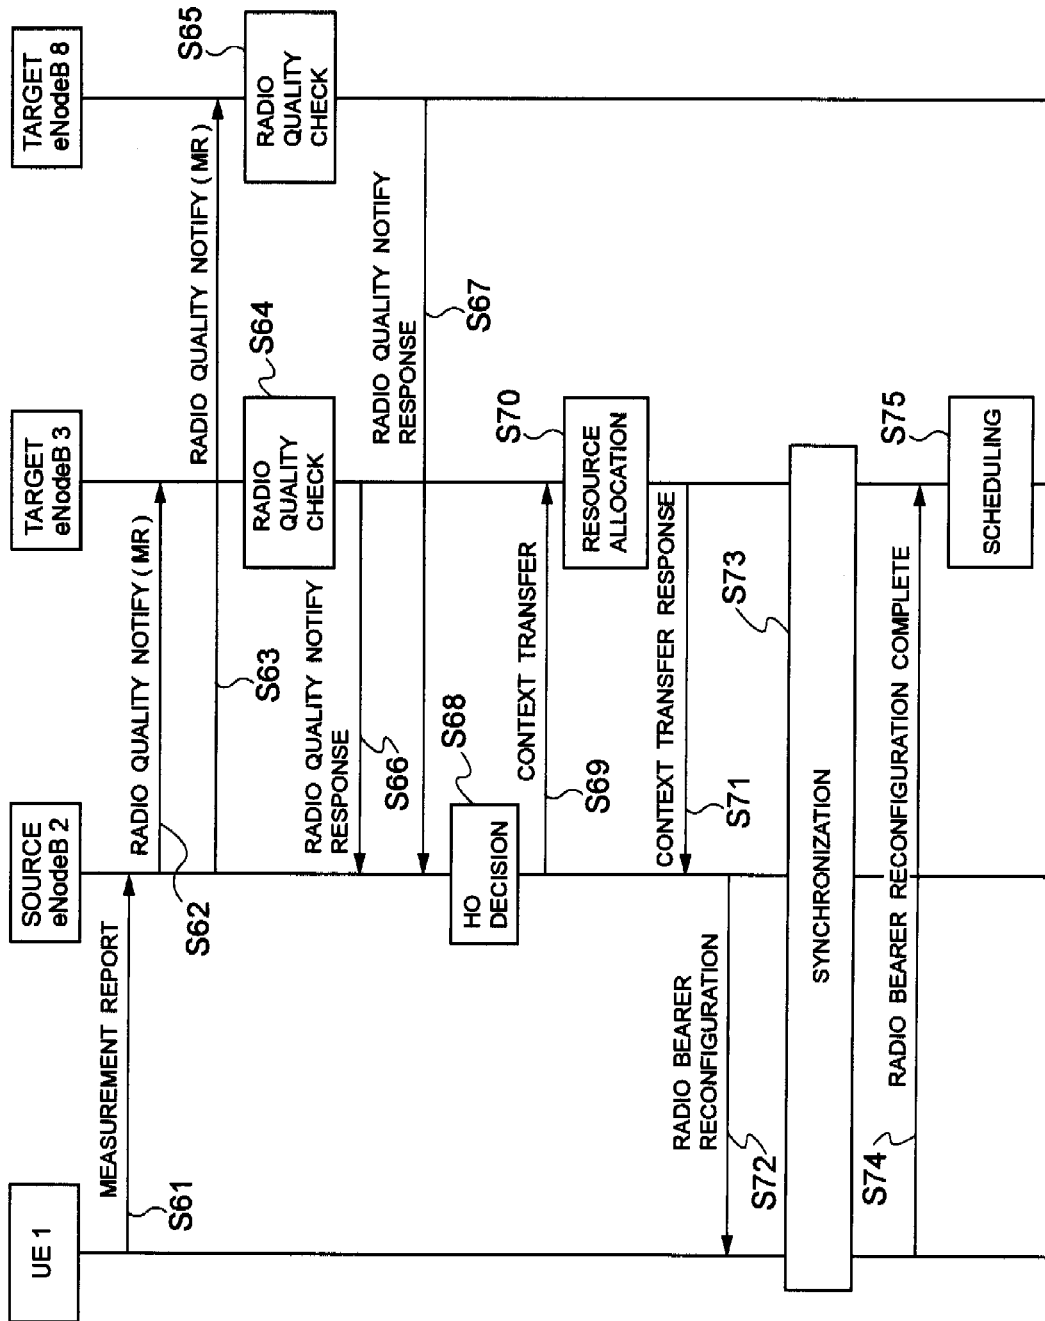 UE 1
SOURCE
eNodeB 2
TARGET
eNodeB 3
TARGET
eNodeB 8
MEASUREMENT REPORT
S61
RADIO QUALITY NOTIFY (MR)
S62
RADIO QUALITY NOTIFY (MR)
S63
RADIO
QUALITY
CHECK
S64
RADIO
QUALITY
CHECK
S65
RADIO QUALITY NOTIFY
RESPONSE
S66
RADIO QUALITY NOTIFY
RESPONSE
S67
HO
DECISION
S68
CONTEXT TRANSFER
S69
RESOURCE
ALLOCATION
S70
CONTEXT TRANSFER RESPONSE
S71
RADIO BEARER
RECONFIGURATION
S72
SYNCHRONIZATION
S73
RADIO BEARER RECONFIGURATION COMPLETE
S74
SCHEDULING
S75